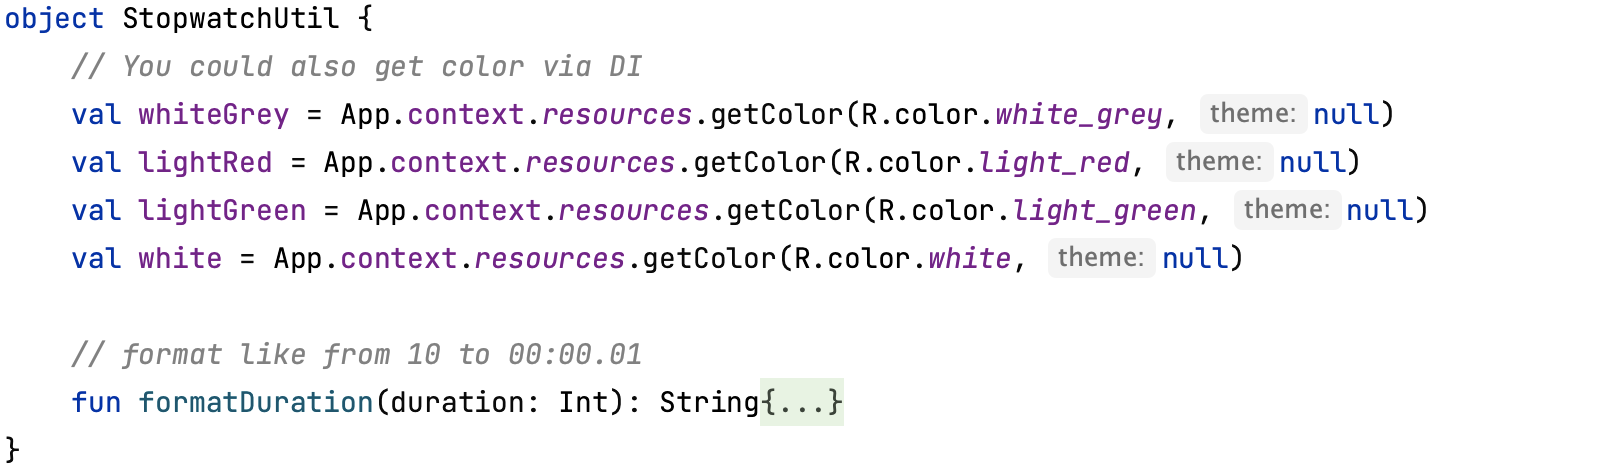 object StopwatchUtil {
    // You could also get color via DI
    val whiteGrey = App.context.resources.getColor(R.color.white_grey, theme: null)
    val lightRed = App.context.resources.getColor(R.color.light_red, theme: null)
    val lightGreen = App.context.resources.getColor(R.color.light_green, theme: null)
    val white = App.context.resources.getColor(R.color.white, theme: null)
    // format like from 10 to 00:00.01
    fun formatDuration(duration: Int): String{...}
}